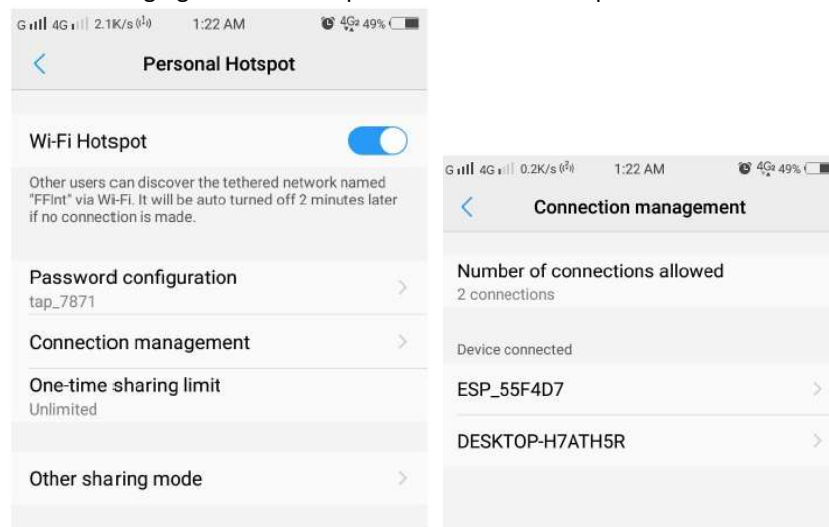 G 4G 2.1K/s 1:22 AM 4G2 49%
Personal Hotspot
Wi-Fi Hotspot
Other users can discover the tethered network named
"FFInt" via Wi-Fi. It will be auto turned off 2 minutes later
if no connection is made.
Password configuration
tap_7871
Connection management
One-time sharing limit
Unlimited
Other sharing mode
G 4G 0.2K/s 1:22 AM 4G2 49%
Connection management
Number of connections allowed
2 connections
Device connected
ESP_55F4D7
DESKTOP-H7ATH5R